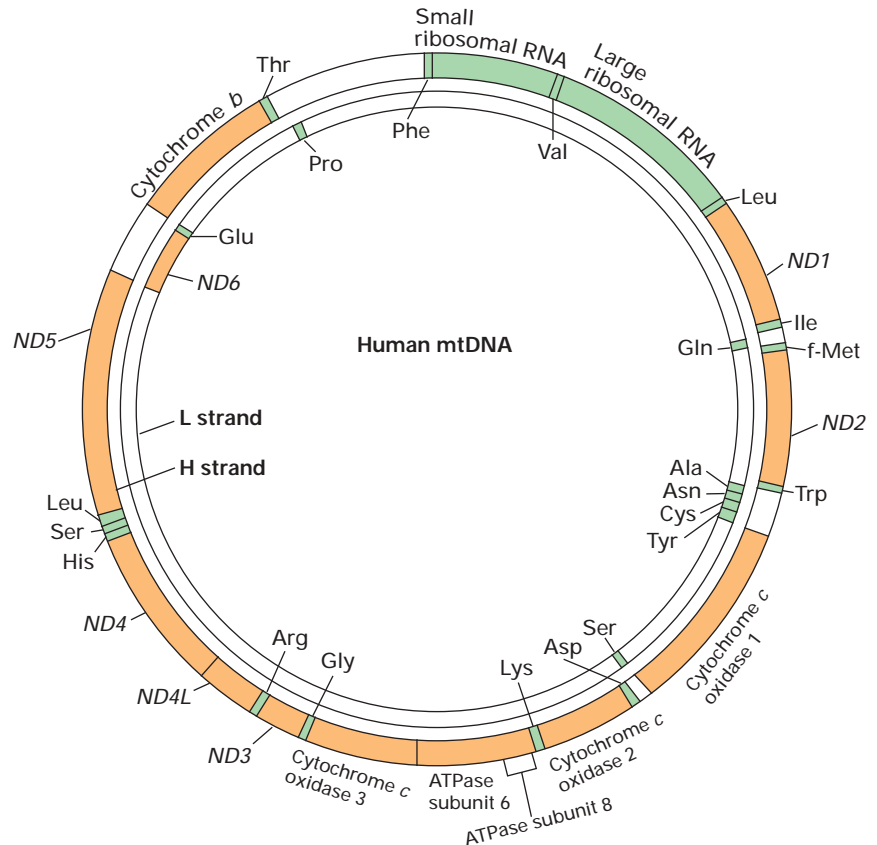 Small
ribosomal RNA
Large
ribosomal RNA
Thr
Cytochrome b
Phe
Val
Pro
Leu
Glu
ND1
ND6
ND5
Human mtDNA
Gln
Ile
f-Met
L strand
ND2
H strand
Ala
Asn
Cys
Tyr
Trp
Leu
Ser
His
ND4
Arg
Gly
Lys
Asp
Ser
Cytochrome c
oxidase 1
ND4L
ND3
Cytochrome c
oxidase 3
ATPase
subunit 6
Cytochrome c
oxidase 2
ATPase subunit 8